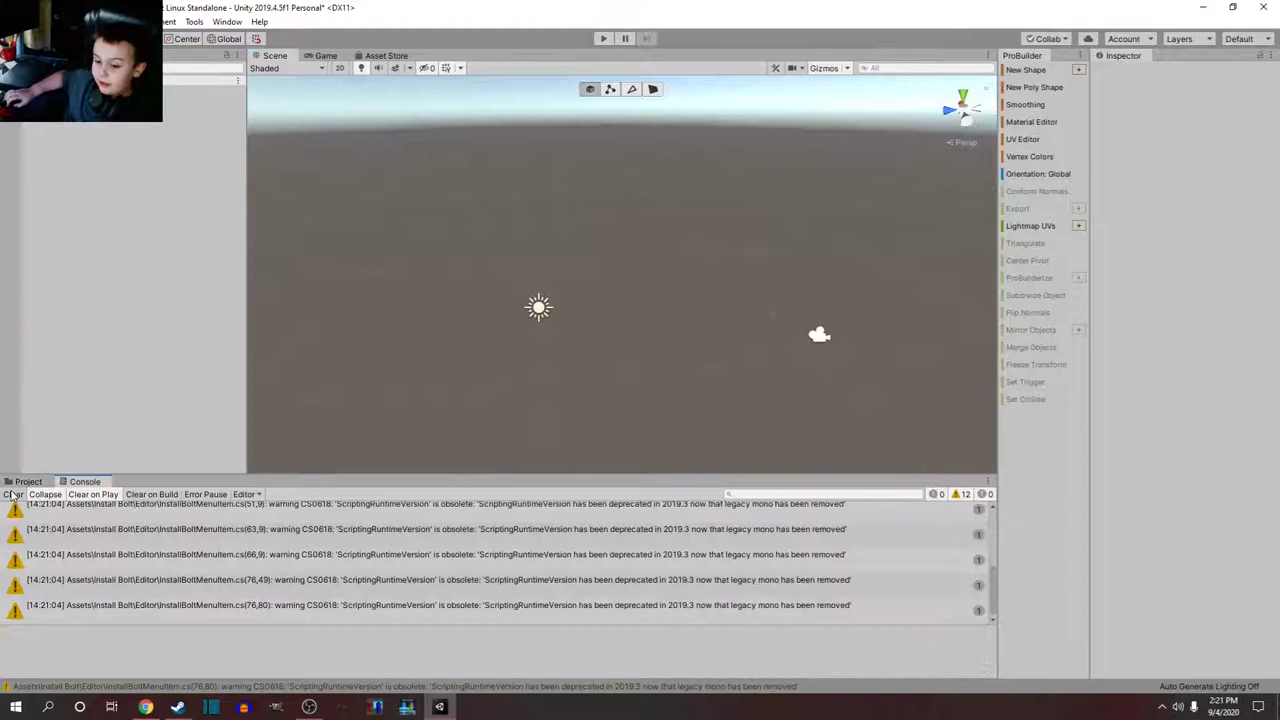 Linux Standalone - Unity 2019.4.5f1 Personal* <DX11>
Tools Window Help
Center Global
Collab Account Layers Default
Scene Game Asset Store
Shaded 2D 0 Gizmos All
Persp
ProBuilder
New Shape +
New Poly Shape
Smoothing
Material Editor
UV Editor
Vertex Colors
Orientation: Global
Conform Normals
Export +
Lightmap UVs +
Triangulate
Center Pivot
ProBuilderize +
Subdivide Object
Flip Normals
Mirror Objects +
Merge Objects
Freeze Transform
Set Trigger
Set Collider
Inspector
Project Console
Clear Collapse Clear on Play Clear on Build Error Pause Editor 0 12 0
[14:21:04] Assets\Install Bolt\Editor\InstallBoltMenuItem.cs(51,9): warning CS0618: 'ScriptingRuntimeVersion' is obsolete: 'ScriptingRuntimeVersion has been deprecated in 2019.3 now that legacy mono has been removed' 1
[14:21:04] Assets\Install Bolt\Editor\InstallBoltMenuItem.cs(63,9): warning CS0618: 'ScriptingRuntimeVersion' is obsolete: 'ScriptingRuntimeVersion has been deprecated in 2019.3 now that legacy mono has been removed' 1
[14:21:04] Assets\Install Bolt\Editor\InstallBoltMenuItem.cs(66,9): warning CS0618: 'ScriptingRuntimeVersion' is obsolete: 'ScriptingRuntimeVersion has been deprecated in 2019.3 now that legacy mono has been removed' 1
[14:21:04] Assets\Install Bolt\Editor\InstallBoltMenuItem.cs(76,49): warning CS0618: 'ScriptingRuntimeVersion' is obsolete: 'ScriptingRuntimeVersion has been deprecated in 2019.3 now that legacy mono has been removed' 1
[14:21:04] Assets\Install Bolt\Editor\InstallBoltMenuItem.cs(76,80): warning CS0618: 'ScriptingRuntimeVersion' is obsolete: 'ScriptingRuntimeVersion has been deprecated in 2019.3 now that legacy mono has been removed' 1
Assets\Install Bolt\Editor\InstallBoltMenuItem.cs(76,80): warning CS0618: 'ScriptingRuntimeVersion' is obsolete: 'ScriptingRuntimeVersion has been deprecated in 2019.3 now that legacy mono has been removed'
Auto Generate Lighting Off
2:21 PM
9/4/2020